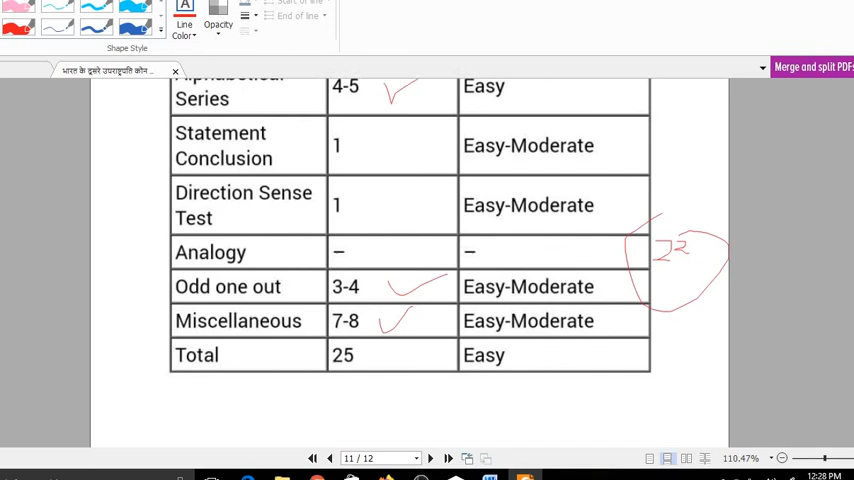 Start of line
Line
Color
Opacity
End of line
Shape Style
भारत के दूसरे उपराष्ट्रपति कौन ...
Merge and split PDFs
Alphabetical
Series
4-5
Easy
Statement
Conclusion
1
Easy-Moderate
Direction Sense
Test
1
Easy-Moderate
Analogy
–
–
22
Odd one out
3-4
Easy-Moderate
Miscellaneous
7-8
Easy-Moderate
Total
25
Easy
11 / 12
110.47%
12:28 PM